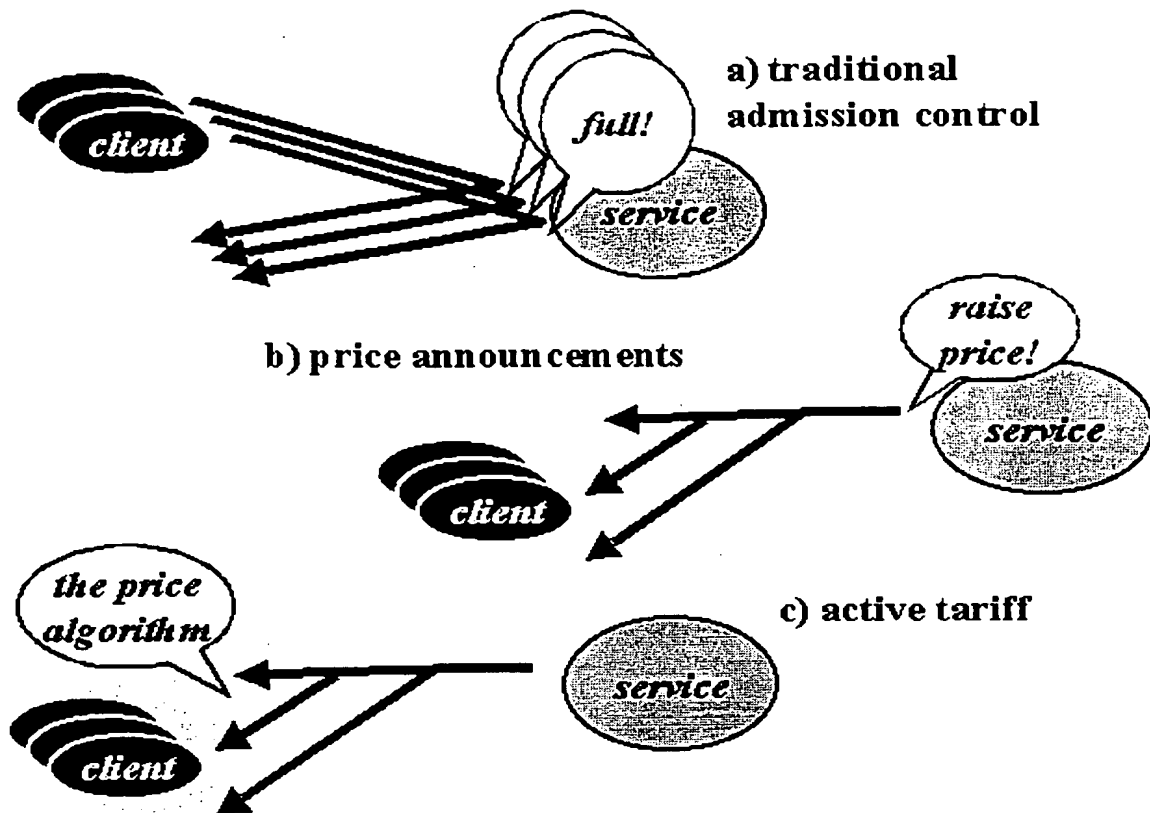 a) traditional
admission control
client
full!
service
b) price announcements
raise
price!
client
service
c) active tariff
the price
algorithm
client
service